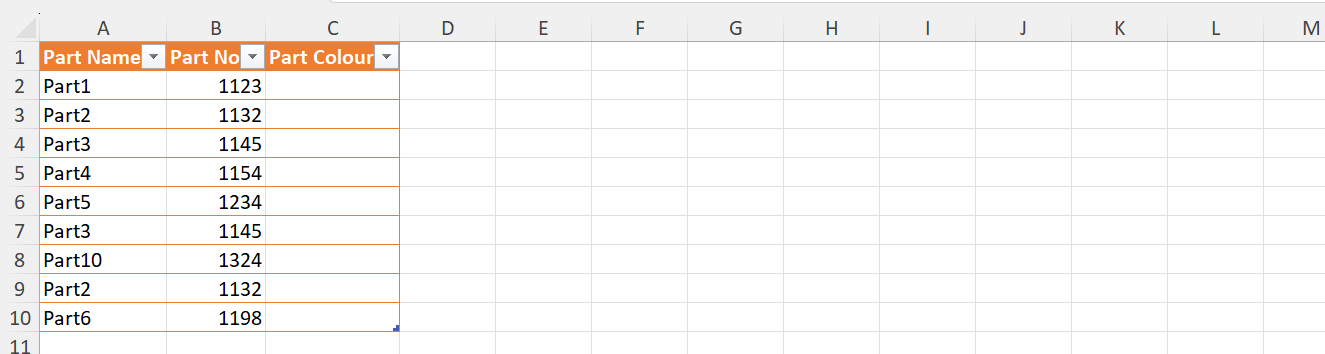 A B C D E F G H I J K L M
1 Part Name Part No Part Colour
2 Part1 1123
3 Part2 1132
4 Part3 1145
5 Part4 1154
6 Part5 1234
7 Part3 1145
8 Part10 1324
9 Part2 1132
10 Part6 1198
11